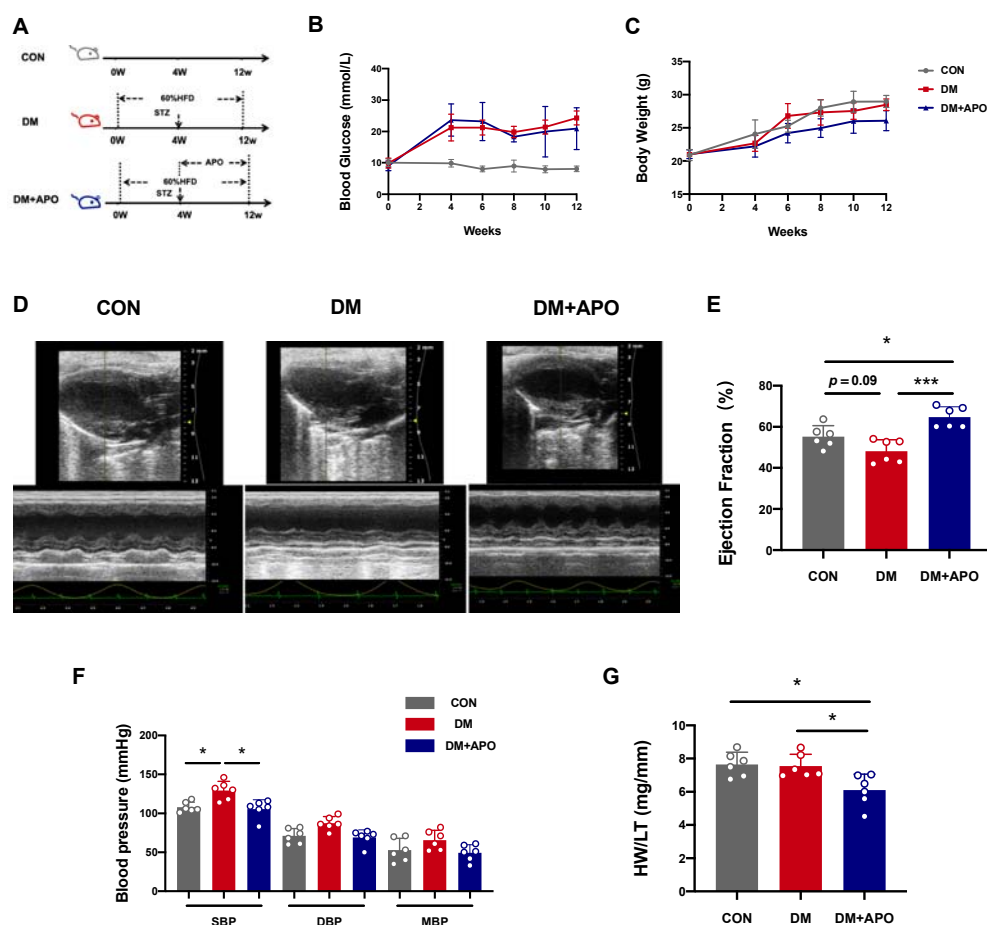 A
CON
0W 4W 12w
60%HFD
STZ
DM
0W 4W 12w
APO
60%HFD
STZ
DM+APO
0W 4W 12w
B
Blood Glucose (mmol/L)
40
30
20
10
0
0 2 4 6 8 10 12
Weeks
C
Body Weight (g)
35
30
25
20
15
0 2 4 6 8 10 12
Weeks
CON
DM
DM+APO
D
CON DM DM+APO
E
Ejection Fraction (%)
80
60
40
20
0
*
p = 0.09 ***
CON DM DM+APO
F
CON
DM
DM+APO
Blood pressure (mmHg)
200
150
100
50
0
* *
SBP DBP MBP
G
HW/LT (mg/mm)
8
6
4
2
0
*
*
CON DM DM+APO